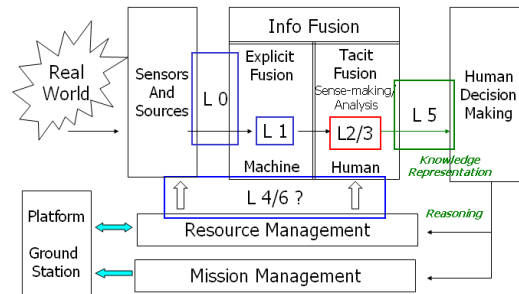 Info Fusion
Real
World
Sensors
And
Sources
L 0
Explicit
Fusion
L 1
Machine
Tacit
Fusion
Sense-making/
Analysis
L2/3
Human
L 5
Human
Decision
Making
Knowledge
Representation
L 4/6 ?
Platform
Ground
Station
Resource Management
Reasoning
Mission Management